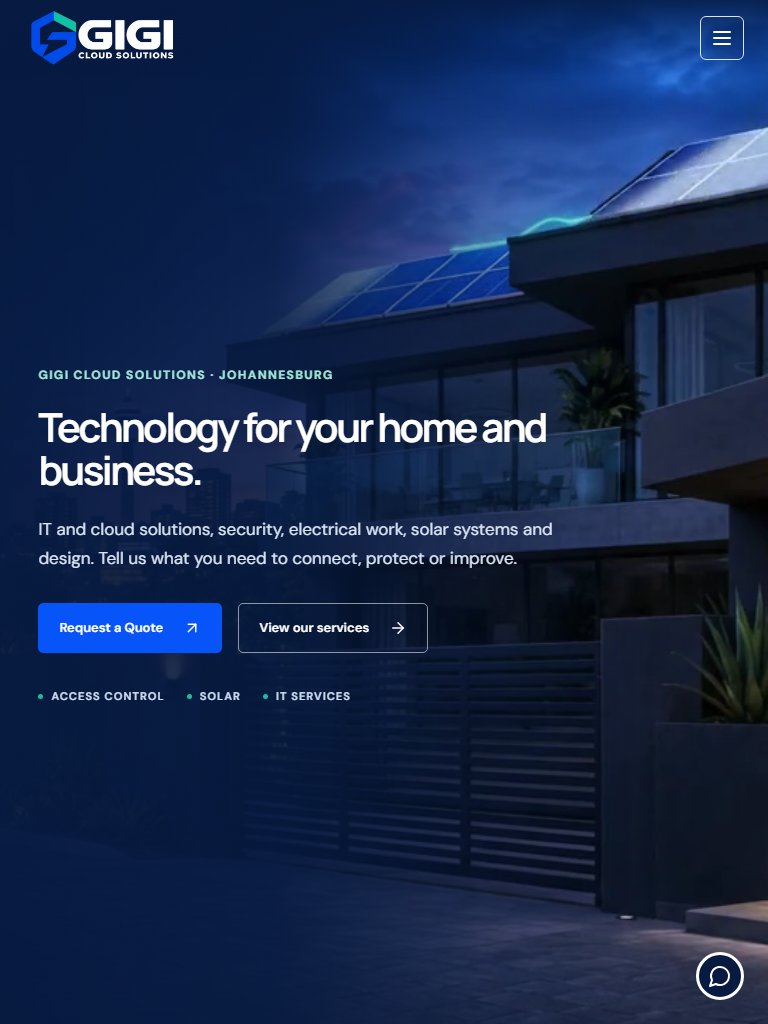 GIGI
CLOUD SOLUTIONS
GIGI CLOUD SOLUTIONS · JOHANNESBURG
Technology for your home and
business.
IT and cloud solutions, security, electrical work, solar systems and
design. Tell us what you need to connect, protect or improve.
Request a Quote
View our services
ACCESS CONTROL
SOLAR
IT SERVICES